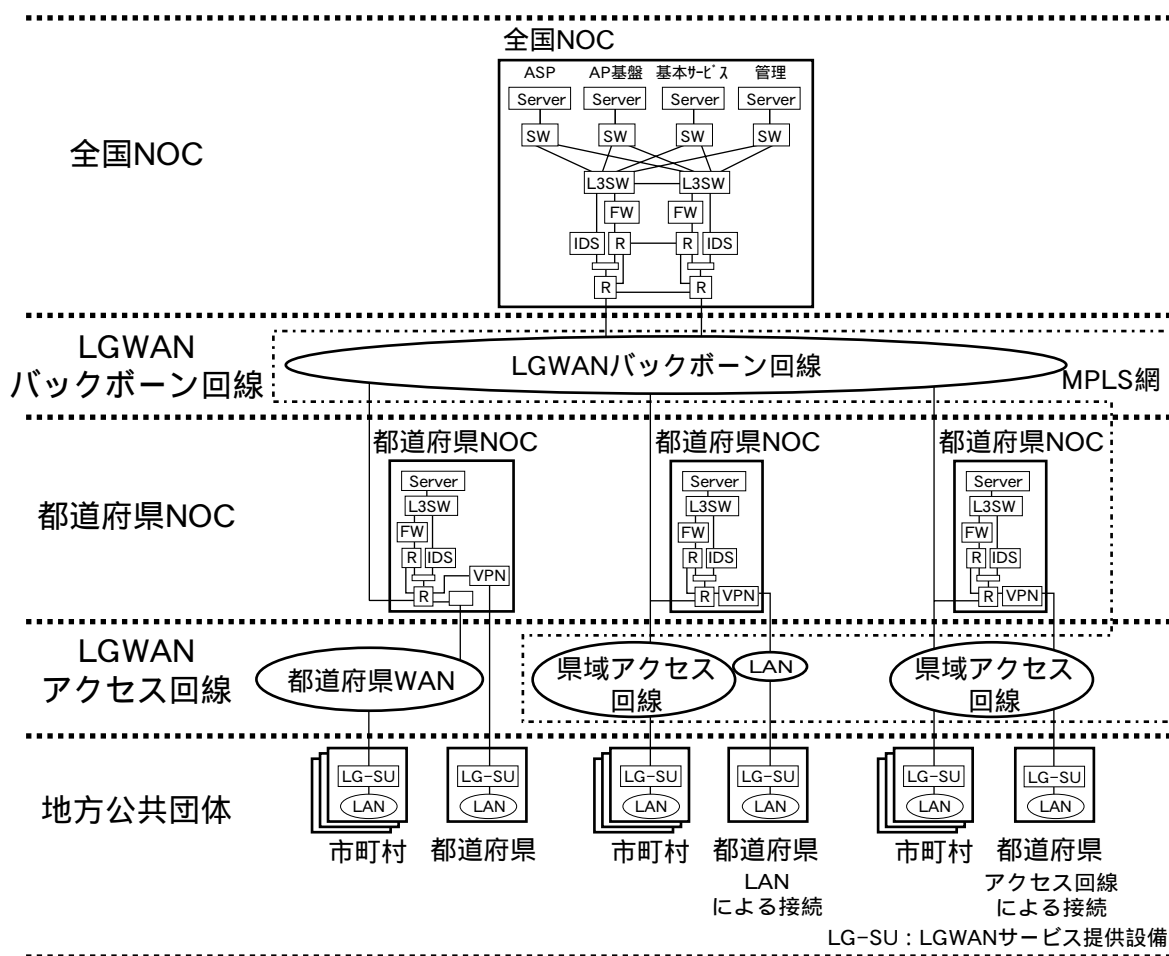 全国NOC
ASP AP基盤 基本ｻｰﾋﾞｽ 管理
Server Server Server Server
SW SW SW SW
全国NOC
L3SW L3SW
FW FW
IDS R R IDS
R R
LGWAN
バックボーン回線
LGWANバックボーン回線
MPLS網
都道府県NOC 都道府県NOC 都道府県NOC
都道府県NOC
Server Server Server
L3SW L3SW L3SW
FW FW FW
R IDS R IDS R IDS
VPN
R R VPN R VPN
LGWAN
アクセス回線
都道府県WAN
県域アクセス
回線
LAN
県域アクセス
回線
地方公共団体
LG-SU LG-SU LG-SU LG-SU LG-SU LG-SU
LAN LAN LAN LAN LAN LAN
市町村 都道府県 市町村 都道府県 市町村 都道府県
LAN
による接続
アクセス回線
による接続
LG-SU：LGWANサービス提供設備